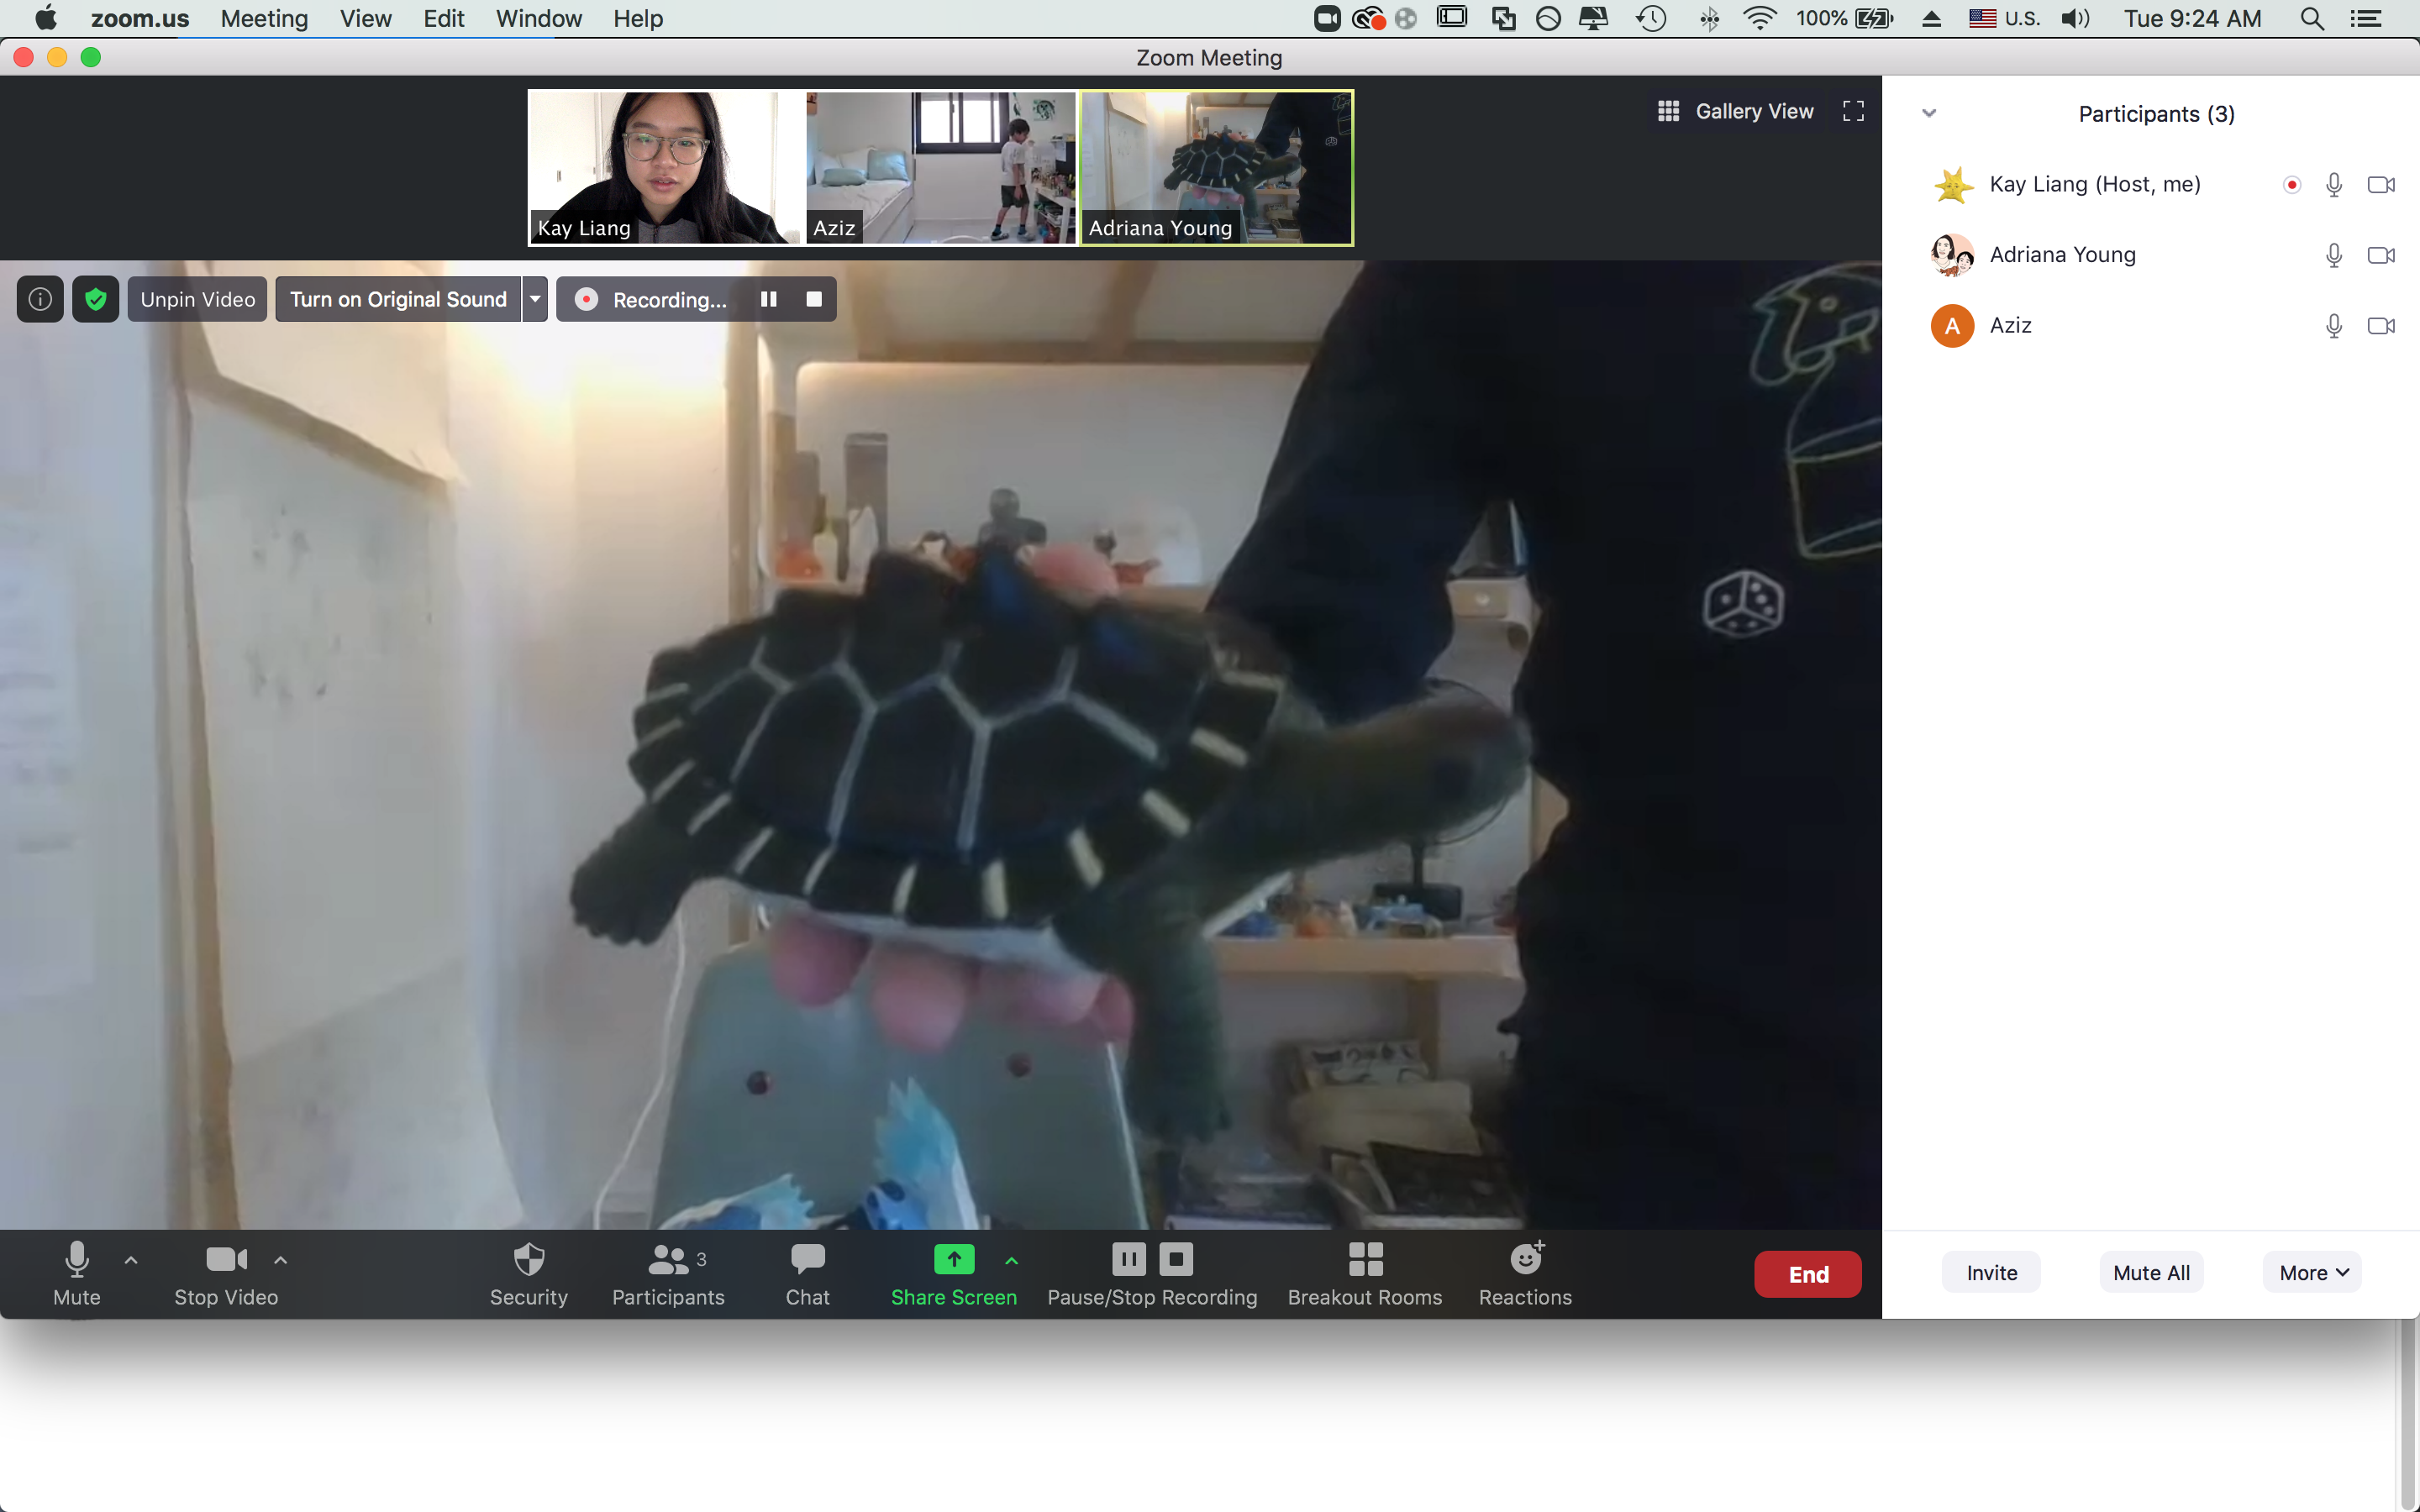 zoom.us Meeting View Edit Window Help 100% U.S. Tue 9:24 AM
Zoom Meeting
Kay Liang
Aziz
Adriana Young
Gallery View
Unpin Video
Turn on Original Sound
Recording...
Participants (3)
Kay Liang (Host, me)
Adriana Young
A Aziz
Mute
Stop Video
Security
3
Participants
Chat
Share Screen
Pause/Stop Recording
Breakout Rooms
Reactions
End
Invite
Mute All
More